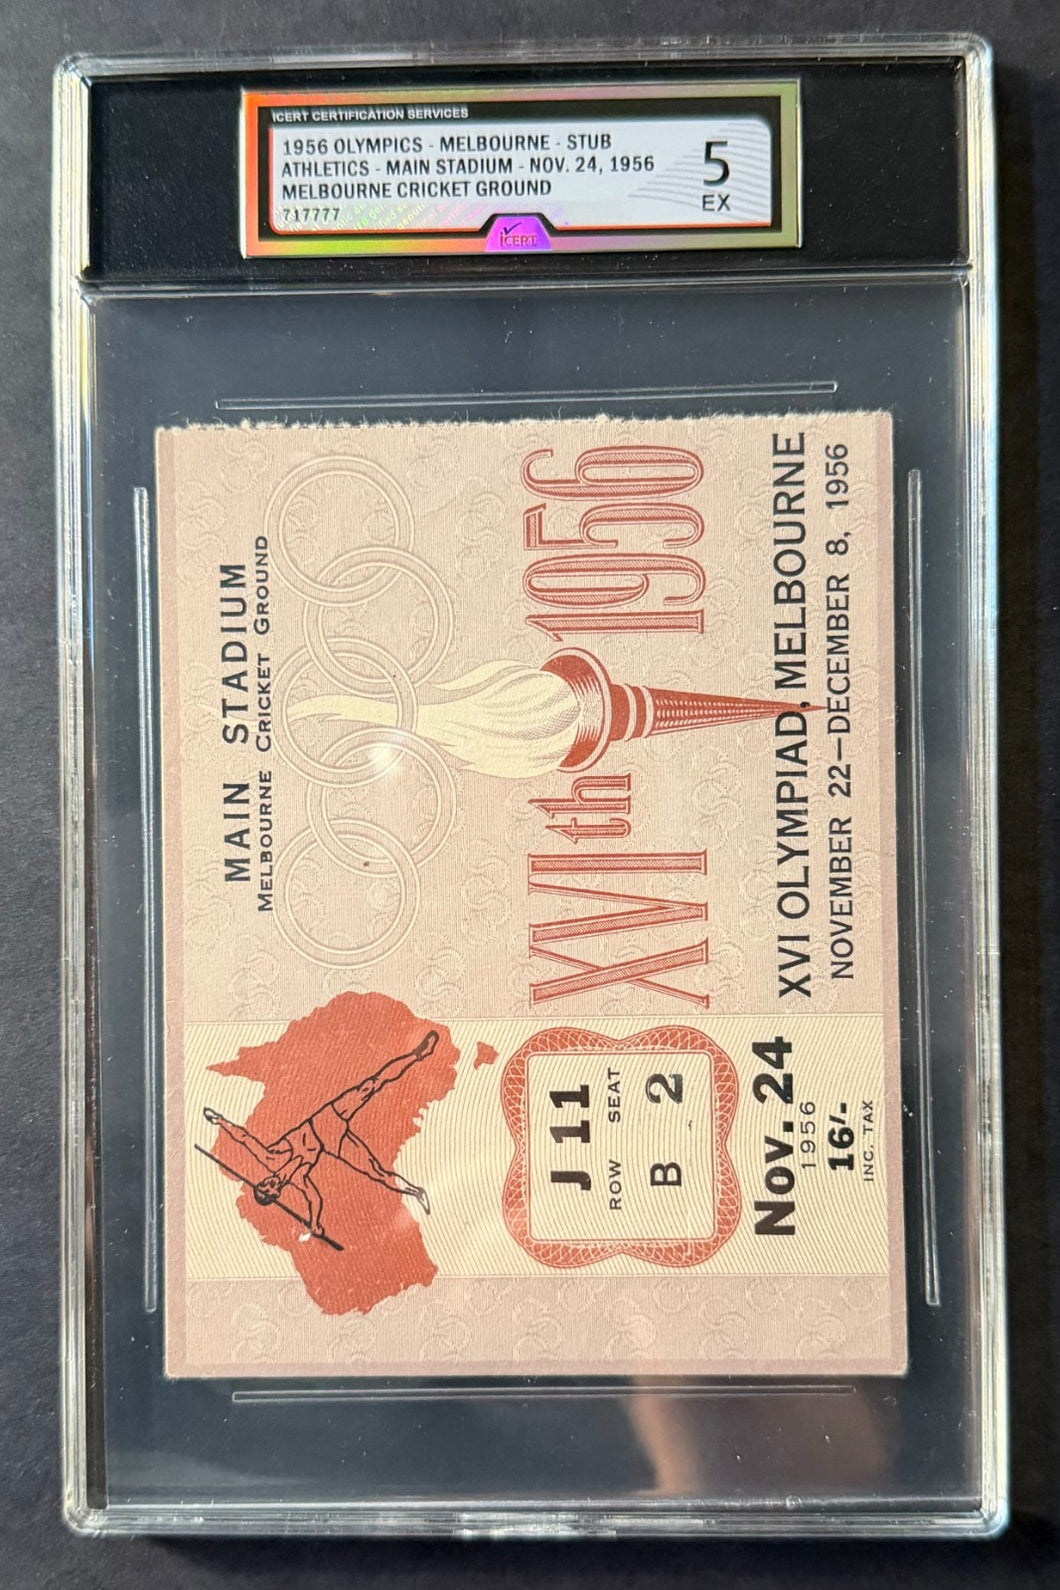 ICERT CERTIFICATION SERVICES
1956 OLYMPICS - MELBOURNE - STUB
ATHLETICS - MAIN STADIUM - NOV. 24, 1956
MELBOURNE CRICKET GROUND
717777
5
EX
iCERT
MAIN STADIUM
MELBOURNE CRICKET GROUND
XVIth 1956
XVI OLYMPIAD, MELBOURNE
NOVEMBER 22–DECEMBER 8, 1956
J 11
ROW SEAT
B 2
Nov. 24
1956
16/-
INC. TAX